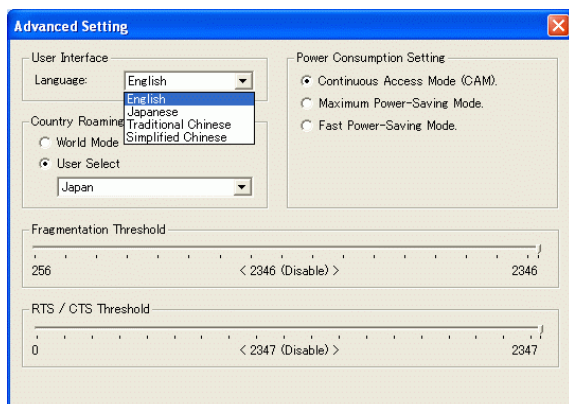 Advanced Setting
User Interface
Language:
English
English
Japanese
Traditional Chinese
Simplified Chinese
Country Roaming
World Mode
User Select
Japan
Power Consumption Setting
Continuous Access Mode (CAM).
Maximum Power-Saving Mode.
Fast Power-Saving Mode.
Fragmentation Threshold
256
< 2346 (Disable) >
2346
RTS / CTS Threshold
0
< 2347 (Disable) >
2347